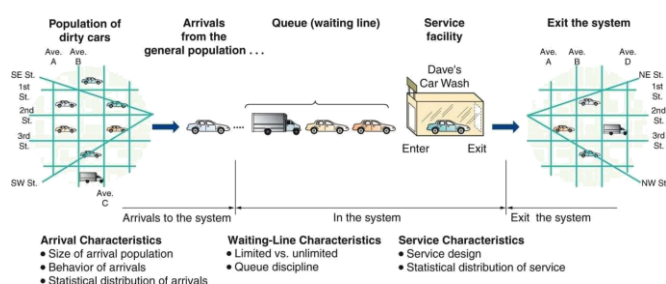 Population of
dirty cars
Arrivals
from the
general population . . .
Queue (waiting line)
Service
facility
Exit the system
Ave.
A
Ave.
B
SE St.
1st
St.
2nd
St.
3rd
St.
SW St.
Ave.
C
Dave's
Car Wash
Enter
Exit
Ave.
A
Ave.
B
Ave.
D
NE St.
1st
St.
2nd
St.
3rd
St.
NW St
Arrivals to the system
In the system
Exit the system
Arrival Characteristics
• Size of arrival population
• Behavior of arrivals
• Statistical distribution of arrivals
Waiting-Line Characteristics
• Limited vs. unlimited
• Queue discipline
Service Characteristics
• Service design
• Statistical distribution of service